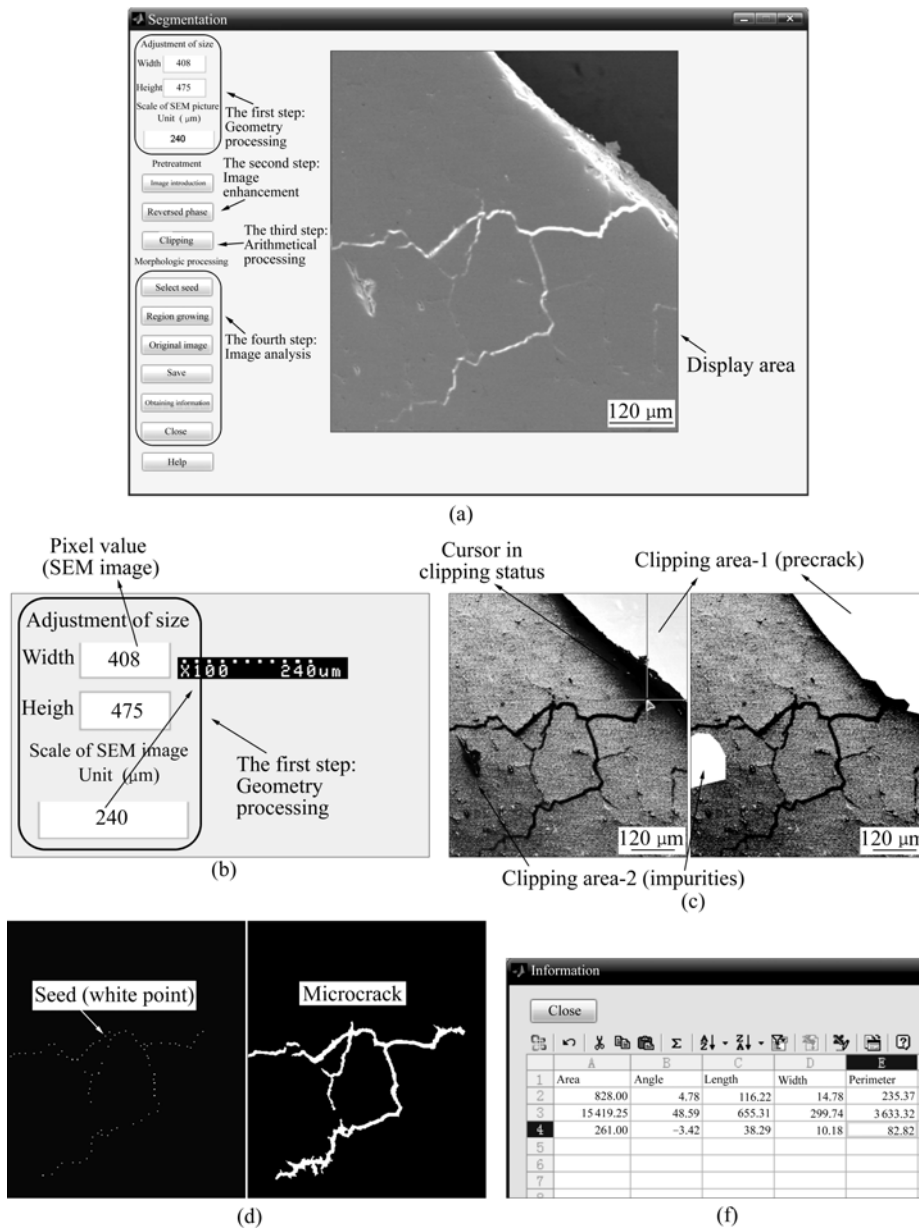 Segmentation
Adjustment of size
Width 408
Height 475
Scale of SEM picture
Unit ( μm)
240
Pretreatment
Image introduction
Reversed phase
Clipping
Morphologic processing
Select seed
Region growing
Original image
Save
Obtaining information
Close
Help
The first step:
Geometry
processing
The second step:
Image
enhancement
The third step:
Arithmetical
processing
The fourth step:
Image analysis
Display area
120 μm
(a)
Pixel value
(SEM image)
Adjustment of size
Width 408
Heigh 475
Scale of SEM image
Unit (μm)
240
X100 240um
The first step:
Geometry
processing
(b)
Cursor in
clipping status
Clipping area-1 (precrack)
120 μm
120 μm
Clipping area-2 (impurities)
(c)
Seed (white point)
Microcrack
(d)
Information
Close
A B C D E
1 Area Angle Length Width Perimeter
2 828.00 4.78 116.22 14.78 235.37
3 15 419.25 48.59 655.31 299.74 3 633.32
4 261.00 −3.42 38.29 10.18 82.82
5
6
7
(f)